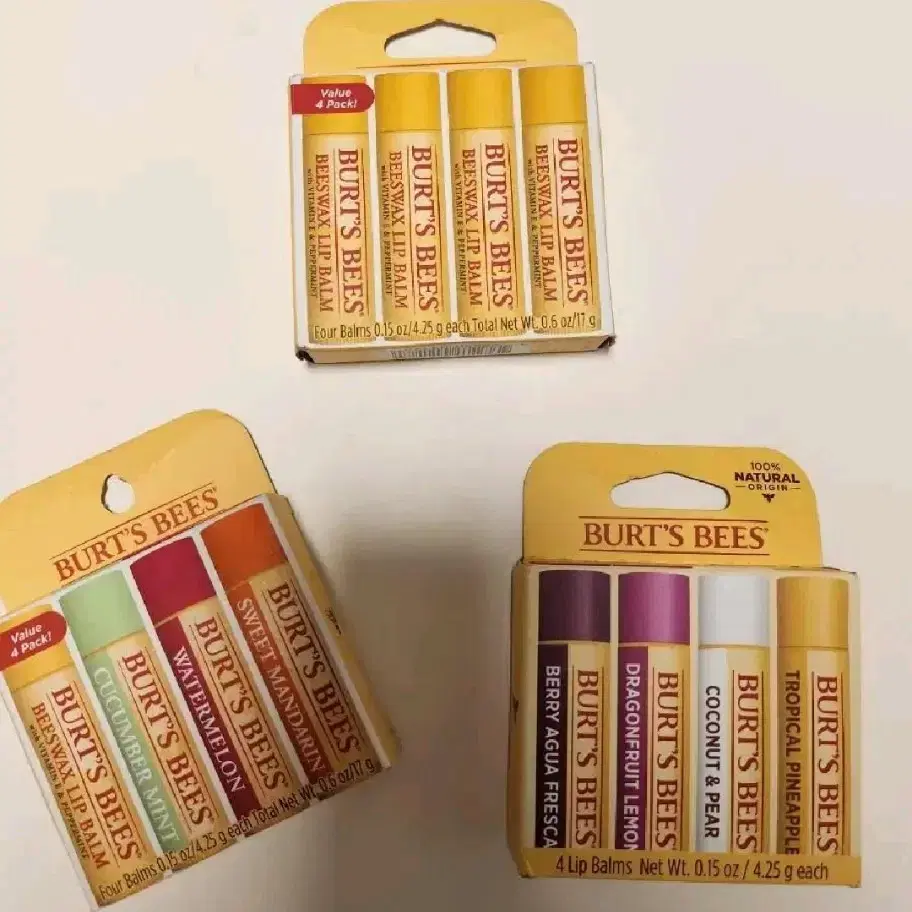 Value
4 Pack!
BURT'S BEES
BEESWAX LIP BALM
with VITAMIN E & PEPPERMINT
BURT'S BEES
BEESWAX LIP BALM
with VITAMIN E & PEPPERMINT
BURT'S BEES
BEESWAX LIP BALM
with VITAMIN E & PEPPERMINT
BURT'S BEES
BEESWAX LIP BALM
with VITAMIN E & PEPPERMINT
Four Balms 0.15 oz/4.25 g each Total Net Wt. 0.6 oz/17 g
BURT'S BEES
Value
4 Pack!
BURT'S BEES
BEESWAX LIP BALM
with VITAMIN E & PEPPERMINT
BURT'S BEES
CUCUMBER MINT
BURT'S BEES
WATERMELON
BURT'S BEES
SWEET MANDARIN
Four Balms 0.15 oz/4.25 g each Total Net Wt. 0.6 oz/17 g
100%
NATURAL
ORIGIN
BURT'S BEES
BURT'S BEES
BERRY AGUA FRESCA
BURT'S BEES
DRAGONFRUIT LEMON
BURT'S BEES
COCONUT & PEAR
BURT'S BEES
TROPICAL PINEAPPLE
4 Lip Balms Net Wt. 0.15 oz / 4.25 g each